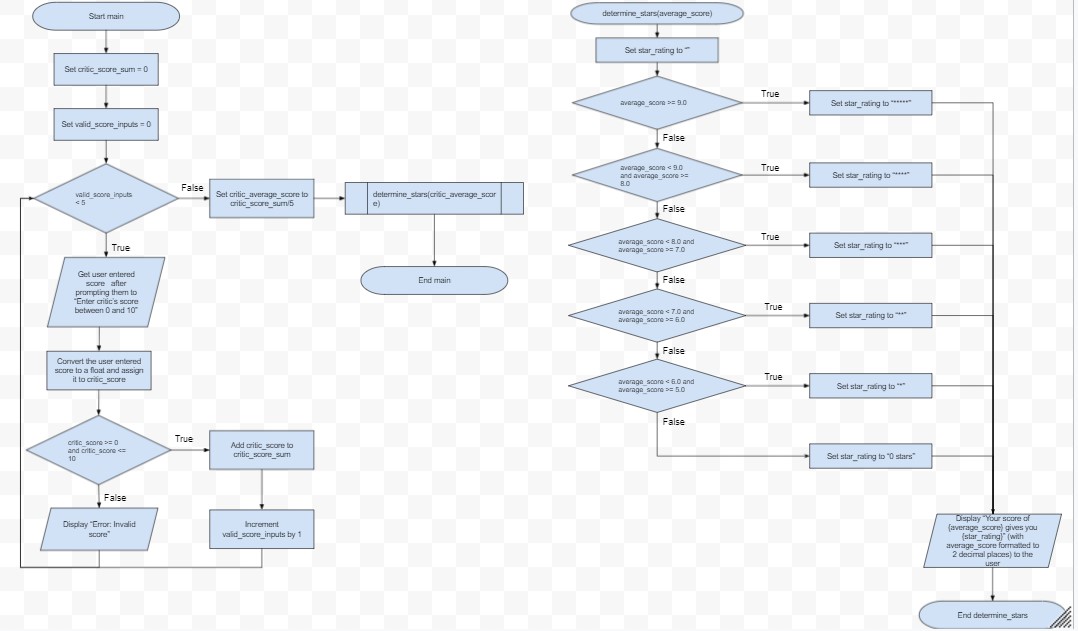 Start main
Set critic_score_sum = 0
Set valid_score_inputs = 0
valid_score_inputs
< 5
False
Set critic_average_score to
critic_score_sum/5
determine_stars(critic_average_scor
e)
End main
True
Get user entered
score after
prompting them to
"Enter critic's score
between 0 and 10"
Convert the user entered
score to a float and assign
it to critic_score
critic_score >= 0
and critic_score <=
10
True
Add critic_score to
critic_score_sum
Increment
valid_score_inputs by 1
False
Display "Error: Invalid
score"
determine_stars(average_score)
Set star_rating to ""
average_score >= 9.0
True
Set star_rating to "*****"
False
average_score < 9.0
and average_score >=
8.0
True
Set star_rating to "****"
False
average_score < 8.0 and
average_score >= 7.0
True
Set star_rating to "***"
False
average_score < 7.0 and
average_score >= 6.0
True
Set star_rating to "**"
False
average_score < 6.0 and
average_score >= 5.0
True
Set star_rating to "*"
False
Set star_rating to "0 stars"
Display "Your score of
{average_score} gives you
{star_rating}" (with
average_score formatted to
2 decimal places) to the
user
End determine_stars